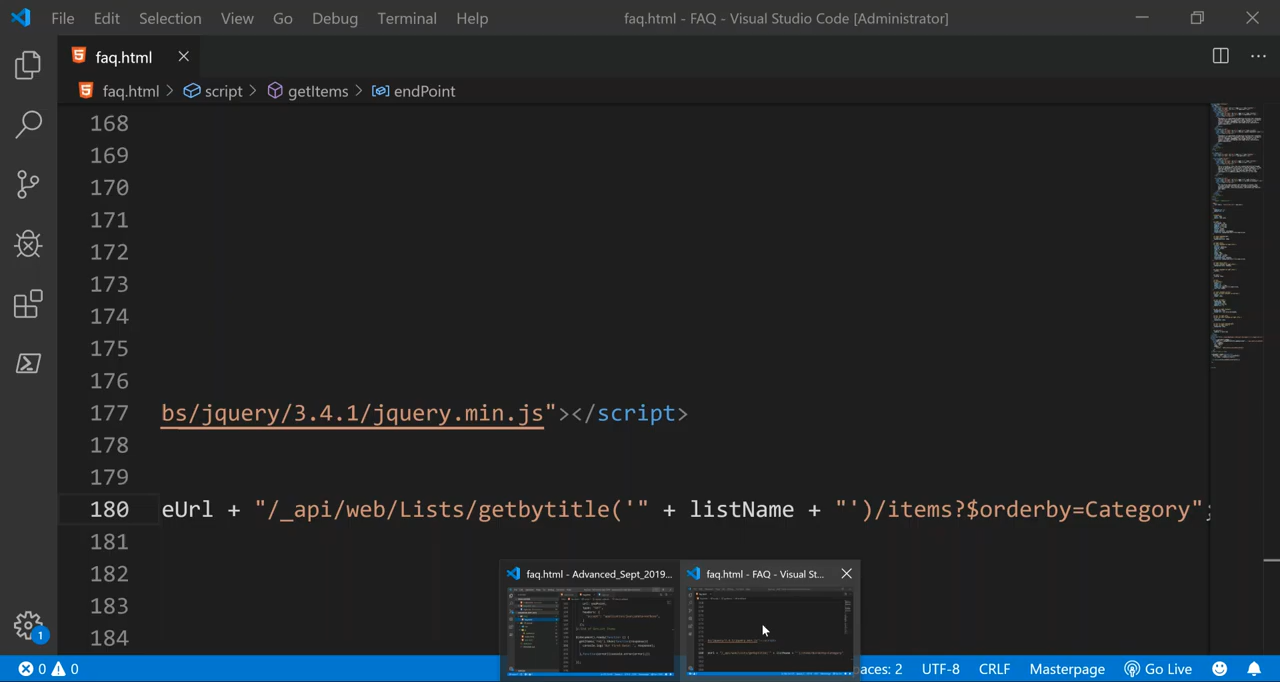 File Edit Selection View Go Debug Terminal Help faq.html - FAQ - Visual Studio Code [Administrator]
faq.html
faq.html > script > getItems > endPoint
168
169
170
171
172
173
174
175
176
177 bs/jquery/3.4.1/jquery.min.js"></script>
178
179
180 eUrl + "/_api/web/Lists/getbytitle('" + listName + "')/items?$orderby=Category";
181
182
183
184
faq.html - Advanced_Sept_2019... faq.html - FAQ - Visual St...
1
0 0 paces: 2 UTF-8 CRLF Masterpage Go Live